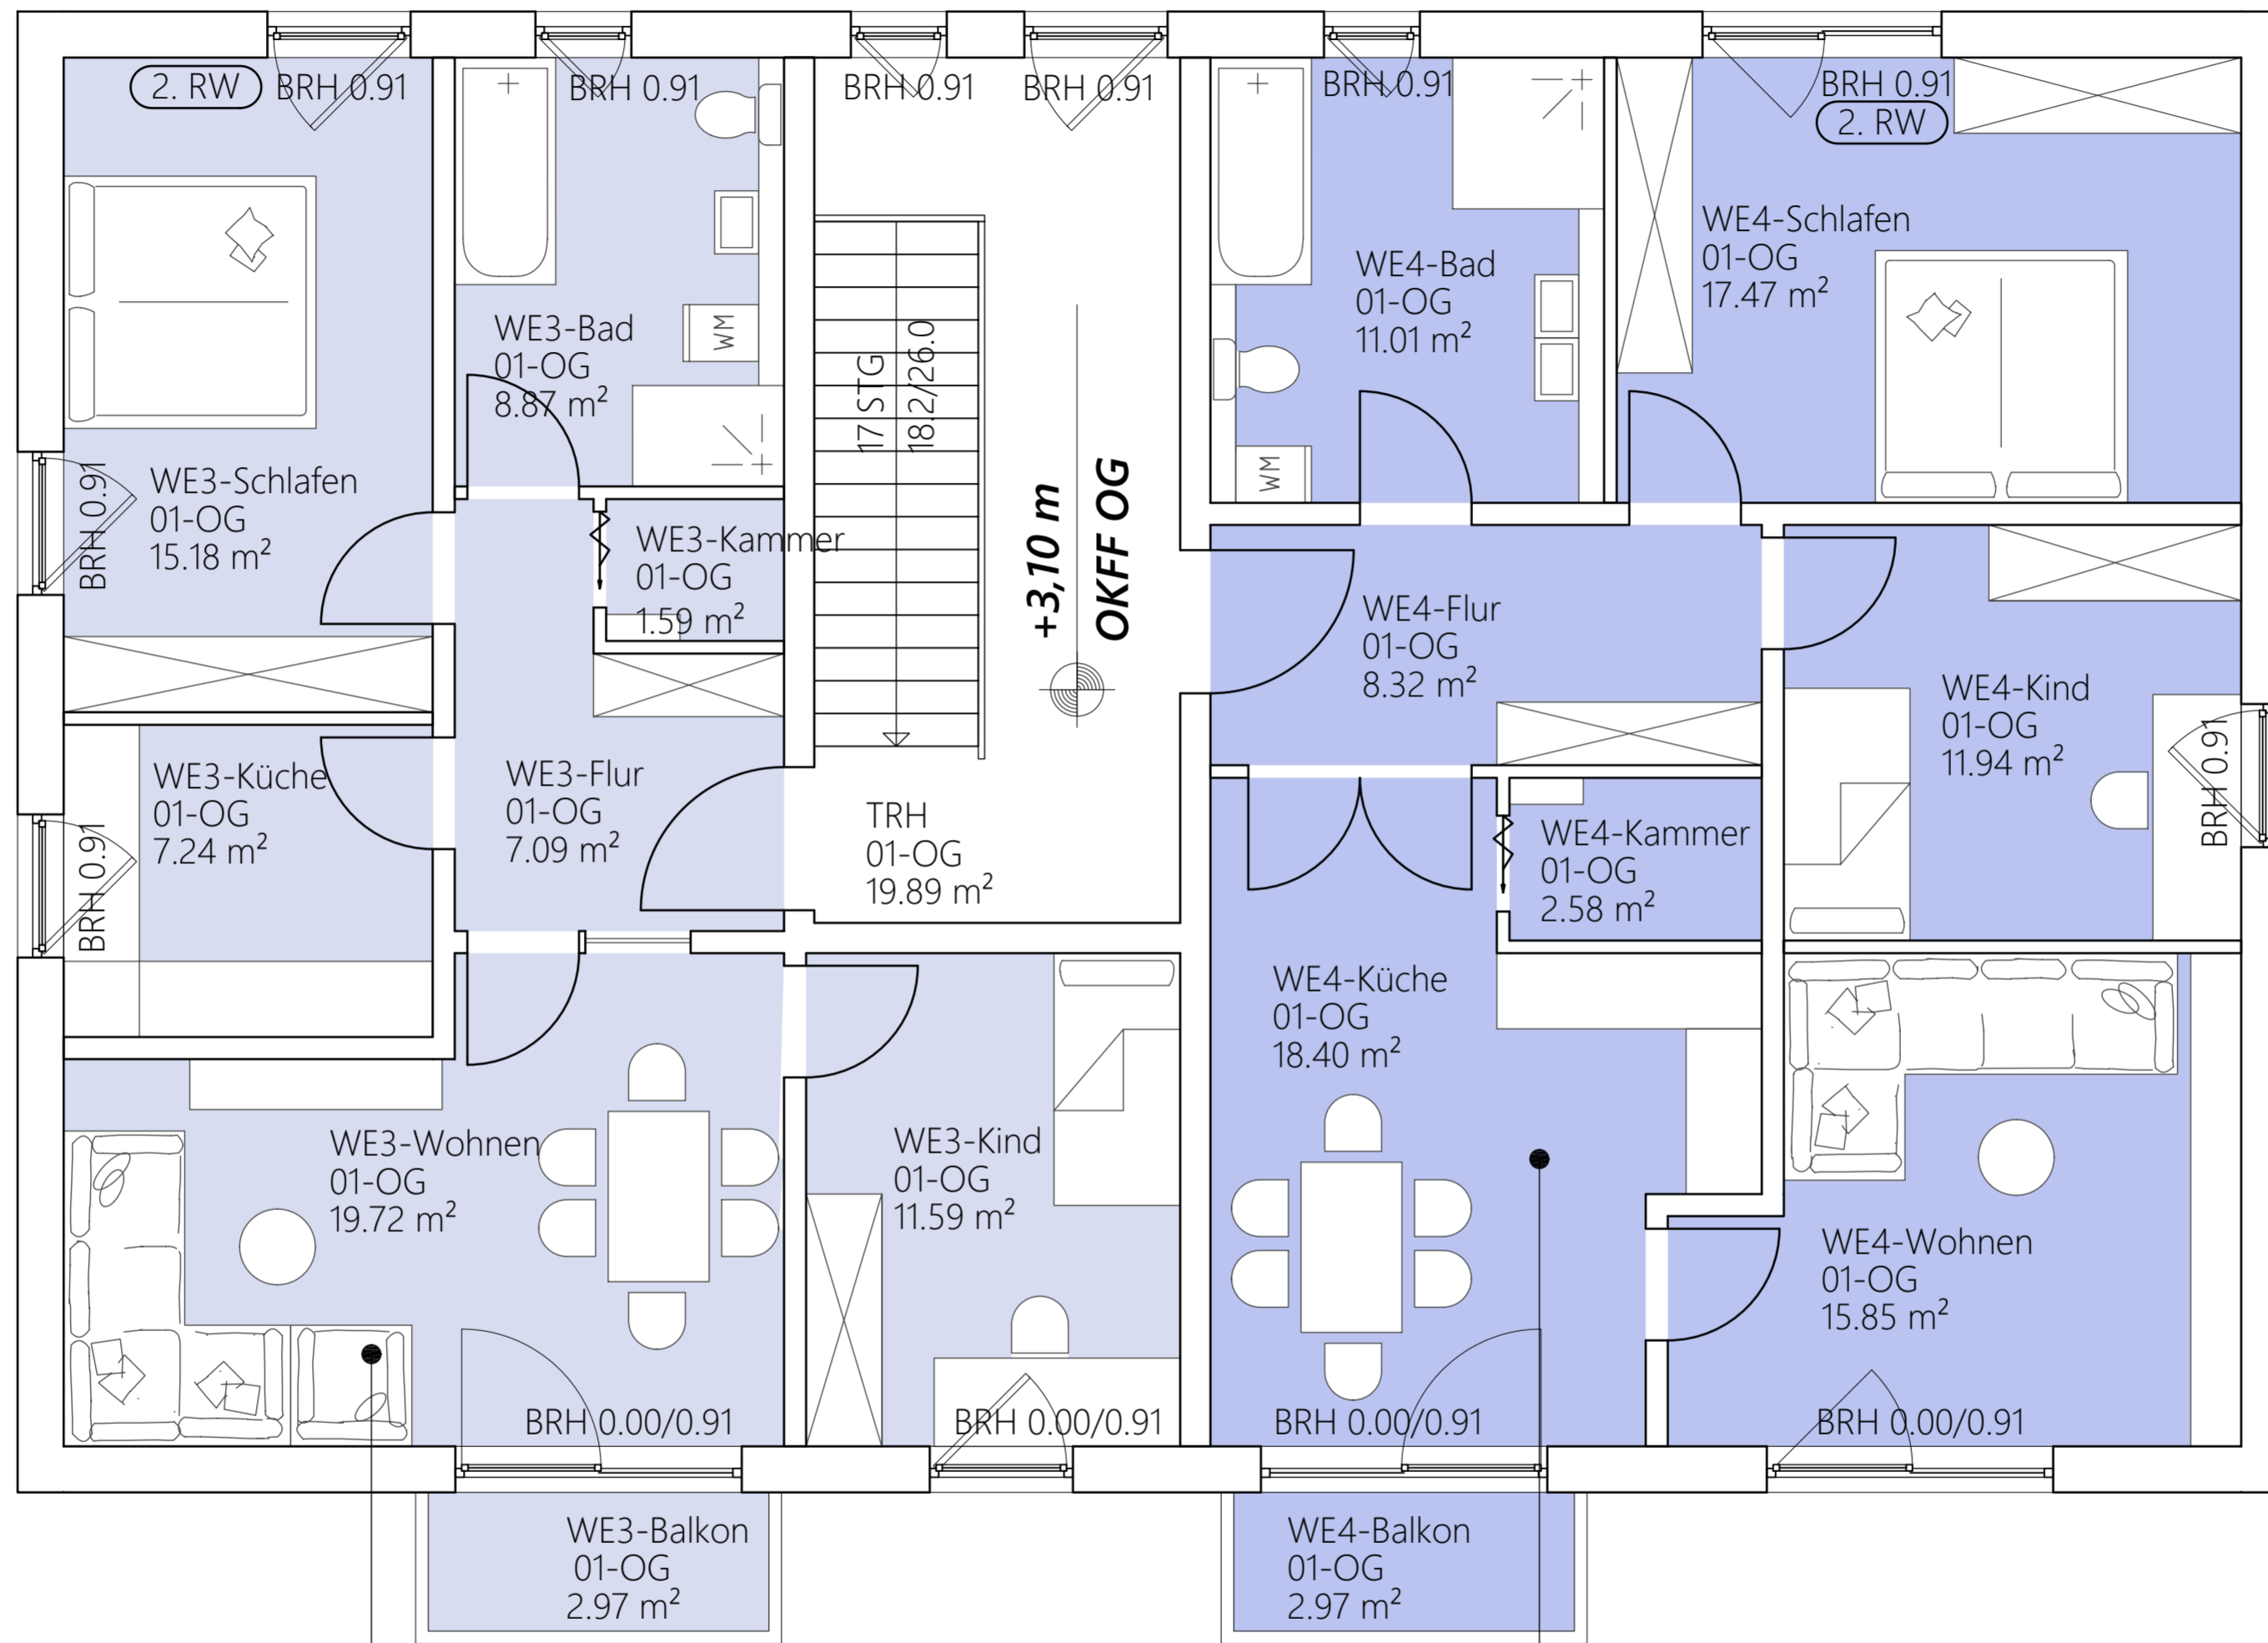 2. RW
BRH 0.91
BRH 0.91
BRH 0.91
BRH 0.91
BRH 0.91
BRH 0.91
2. RW
WE3-Schlafen
01-OG
15.18 m²
BRH 0.91
WE3-Bad
01-OG
8.87 m²
WM
WE3-Kammer
01-OG
1.59 m²
17 STG
18.2/26.0
+3,10 m
OKFF OG
WE4-Bad
01-OG
11.01 m²
WM
WE4-Schlafen
01-OG
17.47 m²
WE3-Küche
01-OG
7.24 m²
BRH 0.91
WE3-Flur
01-OG
7.09 m²
TRH
01-OG
19.89 m²
WE4-Flur
01-OG
8.32 m²
WE4-Kind
01-OG
11.94 m²
BRH 0.91
WE4-Kammer
01-OG
2.58 m²
WE4-Küche
01-OG
18.40 m²
WE3-Wohnen
01-OG
19.72 m²
WE3-Kind
01-OG
11.59 m²
WE4-Wohnen
01-OG
15.85 m²
BRH 0.00/0.91
BRH 0.00/0.91
BRH 0.00/0.91
BRH 0.00/0.91
WE3-Balkon
01-OG
2.97 m²
WE4-Balkon
01-OG
2.97 m²